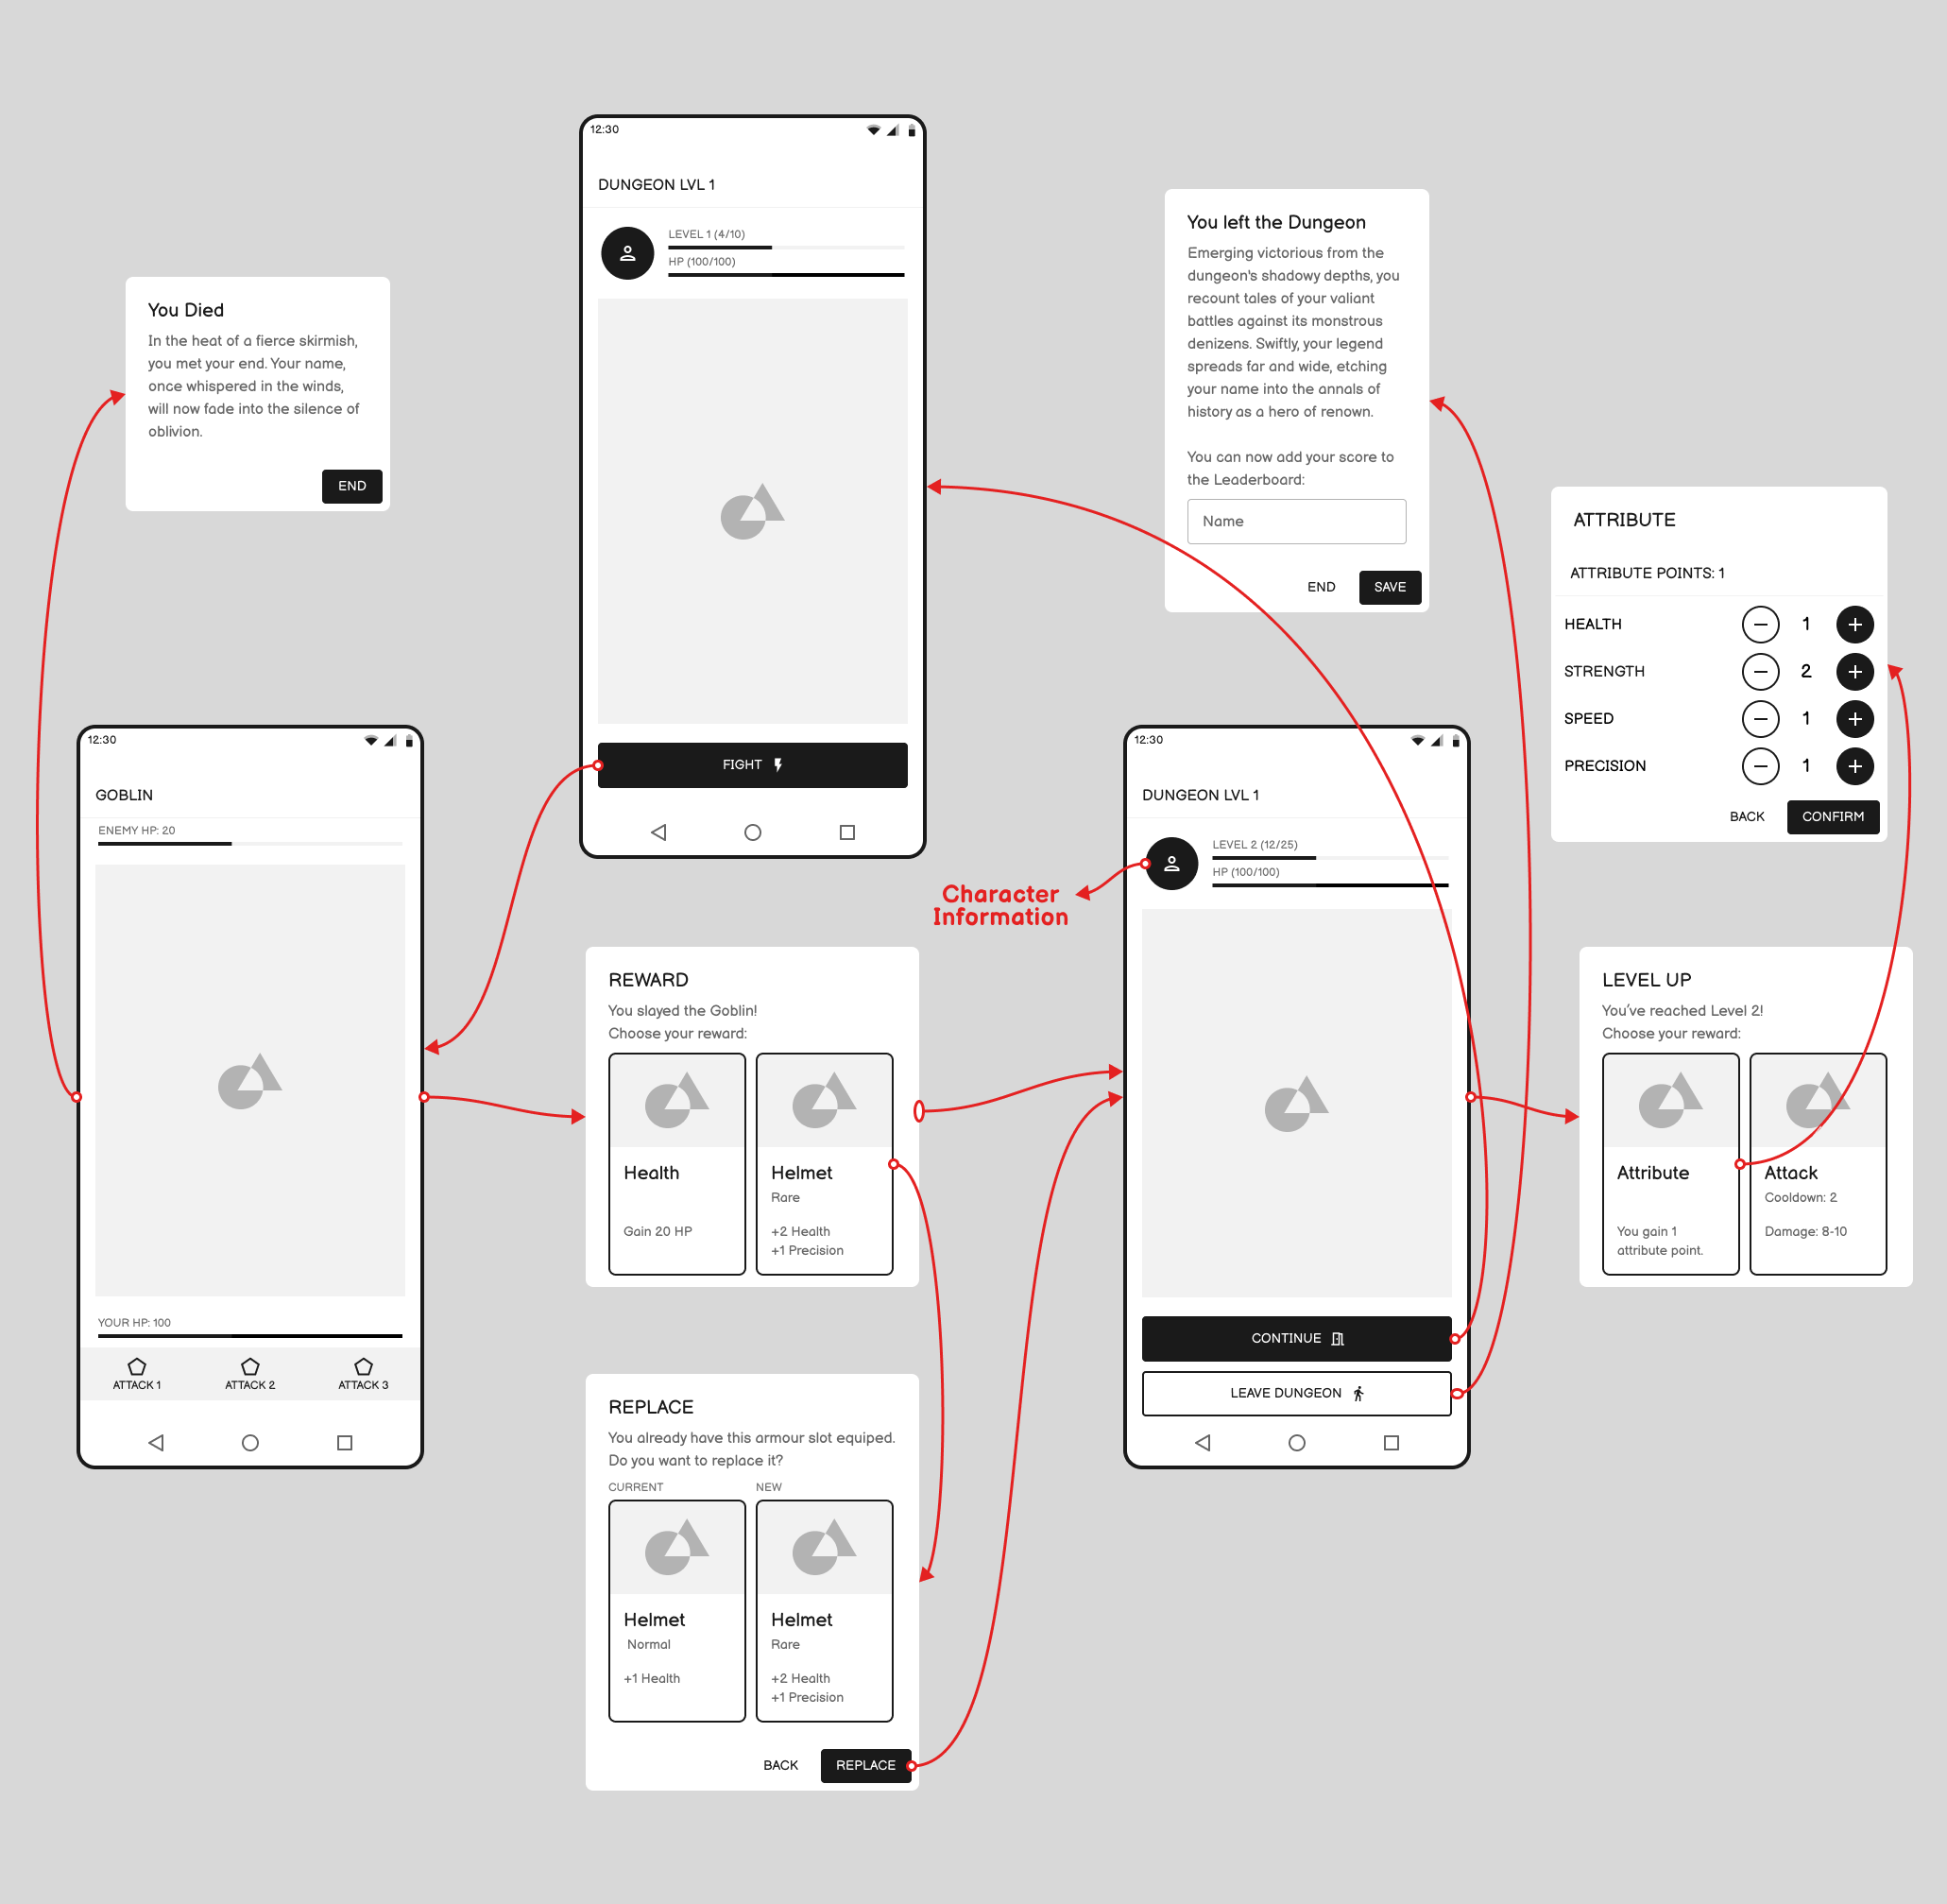 12:30
DUNGEON LVL 1
LEVEL 1 (4/10)
HP (100/100)
FIGHT
You Died
In the heat of a fierce skirmish,
you met your end. Your name,
once whispered in the winds,
will now fade into the silence of
oblivion.
END
You left the Dungeon
Emerging victorious from the
dungeon's shadowy depths, you
recount tales of your valiant
battles against its monstrous
denizens. Swiftly, your legend
spreads far and wide, etching
your name into the annals of
history as a hero of renown.
You can now add your score to
the Leaderboard:
Name
END SAVE
ATTRIBUTE
ATTRIBUTE POINTS: 1
HEALTH − 1 +
STRENGTH − 2 +
SPEED − 1 +
PRECISION − 1 +
BACK CONFIRM
12:30
GOBLIN
ENEMY HP: 20
YOUR HP: 100
ATTACK 1 ATTACK 2 ATTACK 3
REWARD
You slayed the Goblin!
Choose your reward:
Health
Gain 20 HP
Helmet
Rare
+2 Health
+1 Precision
REPLACE
You already have this armour slot equiped.
Do you want to replace it?
CURRENT
Helmet
Normal
+1 Health
NEW
Helmet
Rare
+2 Health
+1 Precision
BACK REPLACE
Character
Information
12:30
DUNGEON LVL 1
LEVEL 2 (12/25)
HP (100/100)
CONTINUE
LEAVE DUNGEON
LEVEL UP
You've reached Level 2!
Choose your reward:
Attribute
You gain 1
attribute point.
Attack
Cooldown: 2
Damage: 8-10